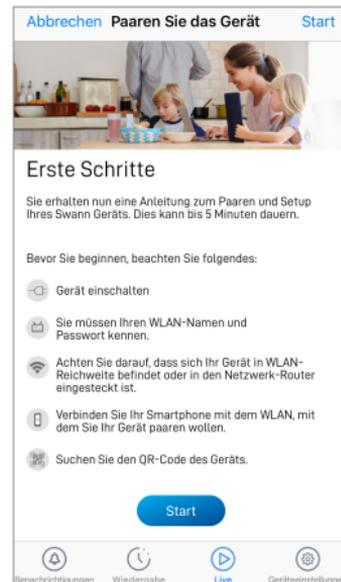 Abbrechen Paaren Sie das Gerät Start
Erste Schritte
Sie erhalten nun eine Anleitung zum Paaren und Setup
Ihres Swann Geräts. Dies kann bis 5 Minuten dauern.
Bevor Sie beginnen, beachten Sie folgendes:
Gerät einschalten
Sie müssen Ihren WLAN-Namen und
Passwort kennen.
Achten Sie darauf, dass sich Ihr Gerät in WLAN-
Reichweite befindet oder in den Netzwerk-Router
eingesteckt ist.
Verbinden Sie Ihr Smartphone mit dem WLAN, mit
dem Sie Ihr Gerät paaren wollen.
Suchen Sie den QR-Code des Geräts.
Start
Benachrichtigungen Wiedergabe Live Geräteeinstellungen